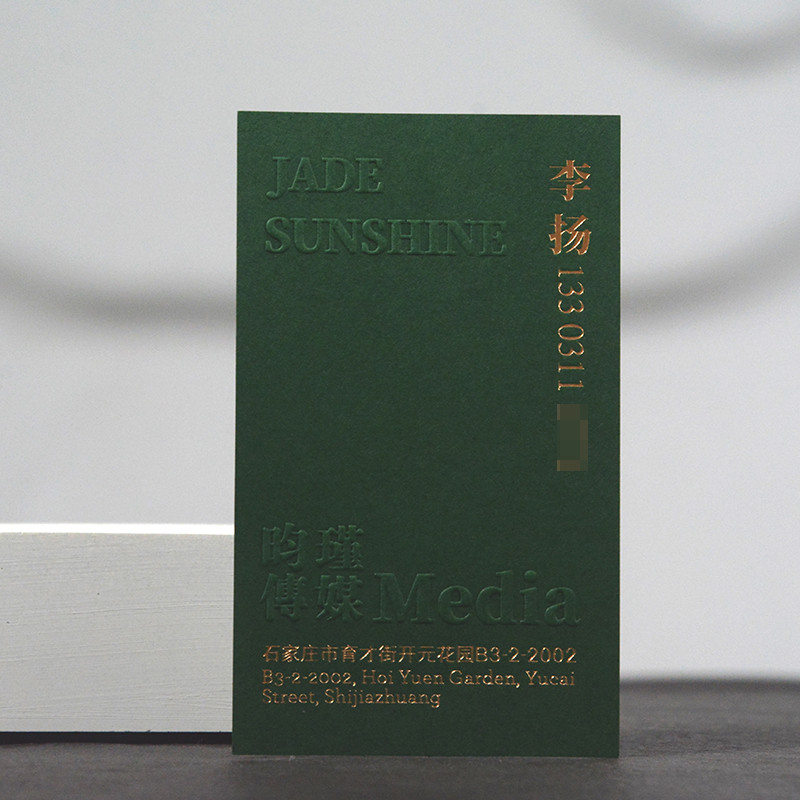 JADE
SUNSHINE
李扬 133 0311
昀瑾
傳媒 Media
石家庄市育才街开元花园B3-2-2002
B3-2-2002, Hoi Yuen Garden, Yucai
Street, Shijiazhuang